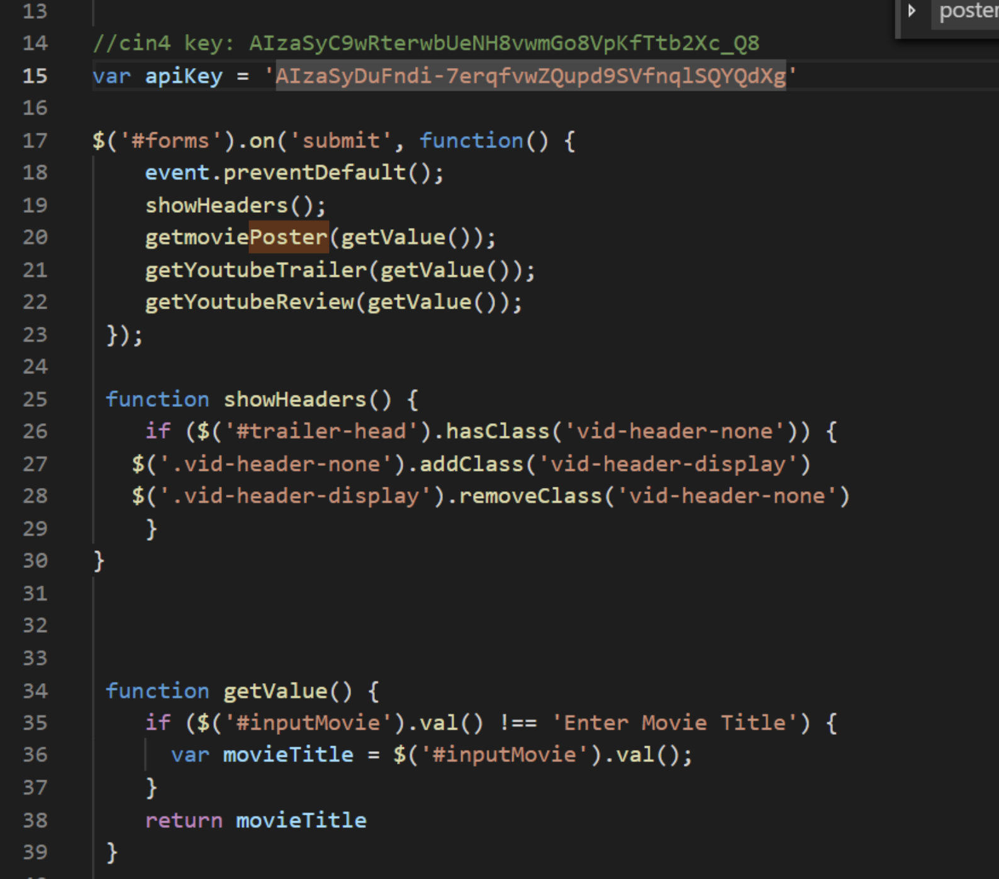 13
poster
14 //cin4 key: AIzaSyC9wRterwbUeNH8vwmGo8VpKfTtb2Xc_Q8
15 var apiKey = 'AIzaSyDuFndi-7erqfvwZQupd9SVfnqlSQYQdXg'
16
17 $('#forms').on('submit', function() {
18 event.preventDefault();
19 showHeaders();
20 getmoviePoster(getValue());
21 getYoutubeTrailer(getValue());
22 getYoutubeReview(getValue());
23 });
24
25 function showHeaders() {
26 if ($('#trailer-head').hasClass('vid-header-none')) {
27 $('.vid-header-none').addClass('vid-header-display')
28 $('.vid-header-display').removeClass('vid-header-none')
29 }
30 }
31
32
33
34 function getValue() {
35 if ($('#inputMovie').val() !== 'Enter Movie Title') {
36 var movieTitle = $('#inputMovie').val();
37 }
38 return movieTitle
39 }